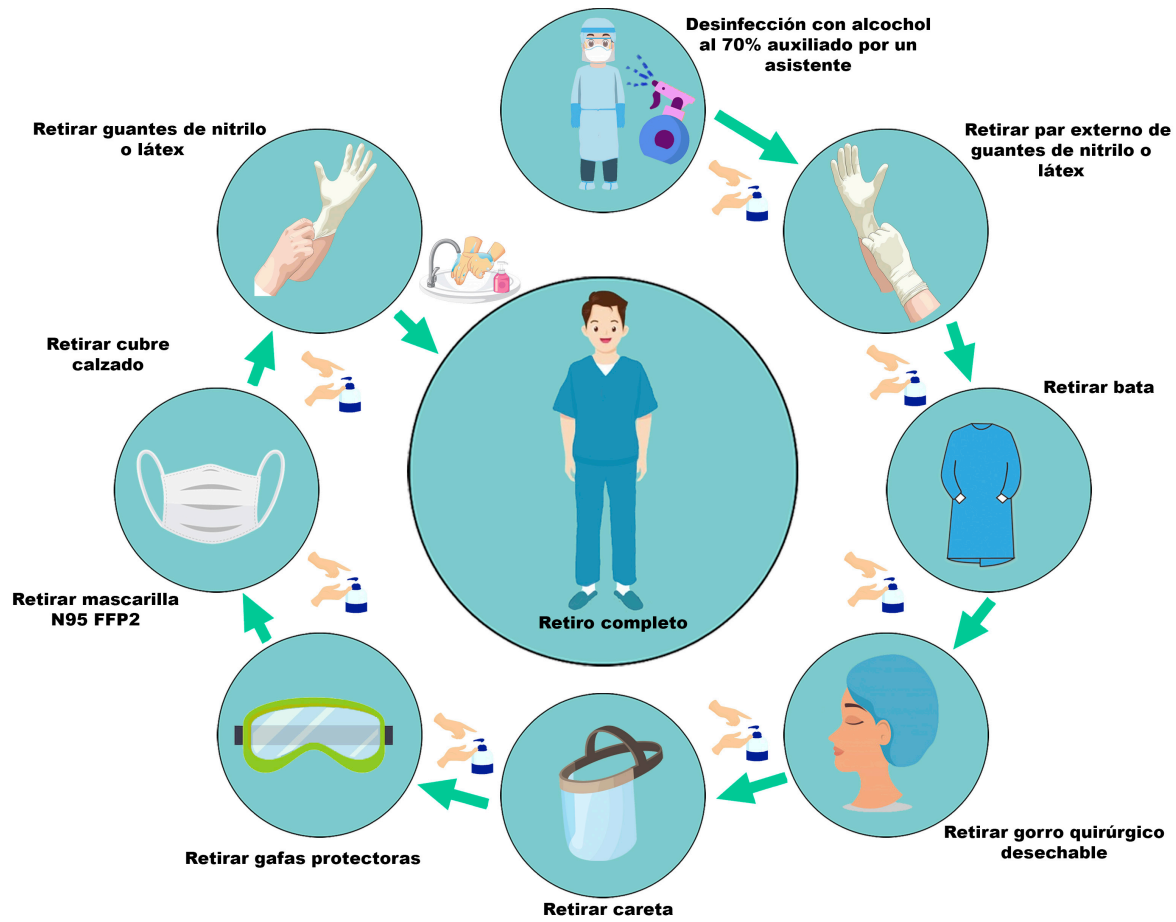 Desinfección con alcochol
al 70% auxiliado por un
asistente
Retirar par externo de
guantes de nitrilo o
látex
Retirar bata
Retirar gorro quirúrgico
desechable
Retirar careta
Retirar gafas protectoras
Retirar mascarilla
N95 FFP2
Retirar cubre
calzado
Retirar guantes de nitrilo
o látex
Retiro completo